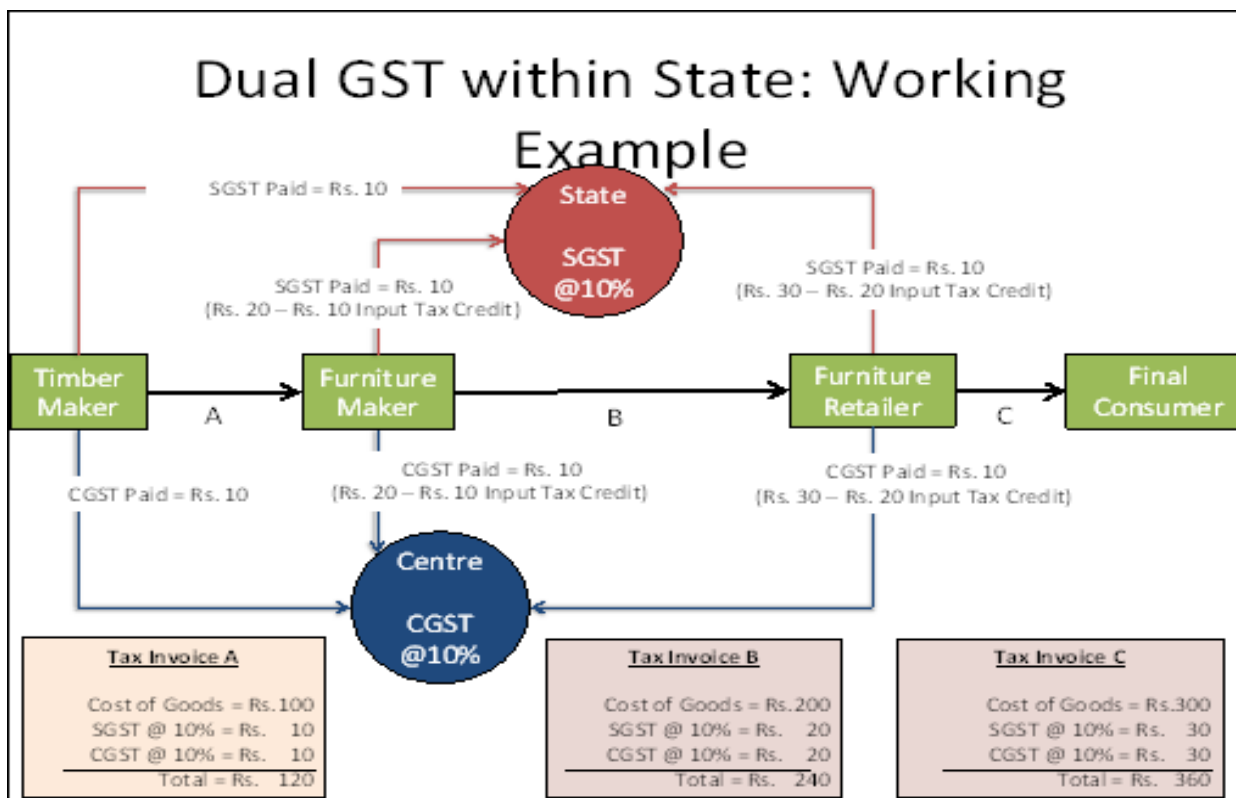 Dual GST within State: Working
Example
SGST Paid = Rs. 10
State
SGST
@10%
SGST Paid = Rs. 10
(Rs. 20 – Rs. 10 Input Tax Credit)
SGST Paid = Rs. 10
(Rs. 30 – Rs. 20 Input Tax Credit)
Timber
Maker
A
Furniture
Maker
B
Furniture
Retailer
C
Final
Consumer
CGST Paid = Rs. 10
CGST Paid = Rs. 10
(Rs. 20 – Rs. 10 Input Tax Credit)
CGST Paid = Rs. 10
(Rs. 30 – Rs. 20 Input Tax Credit)
Centre
CGST
@10%
Tax Invoice A
Cost of Goods = Rs.100
SGST @ 10% = Rs. 10
CGST @ 10% = Rs. 10
Total = Rs. 120
Tax Invoice B
Cost of Goods = Rs.200
SGST @ 10% = Rs. 20
CGST @ 10% = Rs. 20
Total = Rs. 240
Tax Invoice C
Cost of Goods = Rs.300
SGST @ 10% = Rs. 30
CGST @ 10% = Rs. 30
Total = Rs. 360